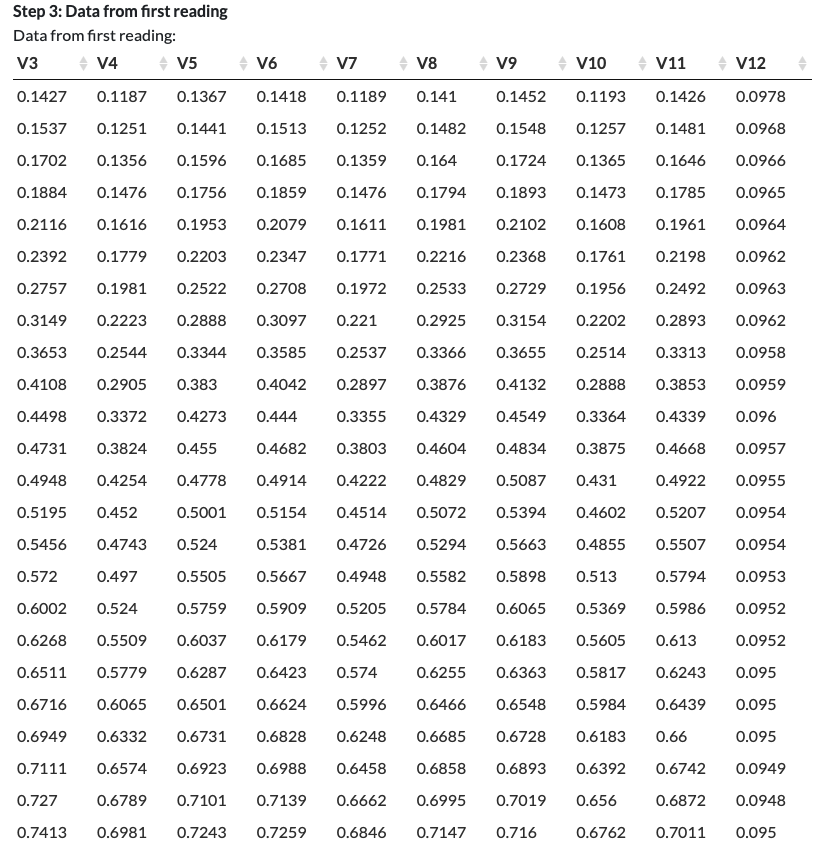 Step 3: Data from first reading
Data from first reading:
V3 V4 V5 V6 V7 V8 V9 V10 V11 V12
0.1427 0.1187 0.1367 0.1418 0.1189 0.141 0.1452 0.1193 0.1426 0.0978
0.1537 0.1251 0.1441 0.1513 0.1252 0.1482 0.1548 0.1257 0.1481 0.0968
0.1702 0.1356 0.1596 0.1685 0.1359 0.164 0.1724 0.1365 0.1646 0.0966
0.1884 0.1476 0.1756 0.1859 0.1476 0.1794 0.1893 0.1473 0.1785 0.0965
0.2116 0.1616 0.1953 0.2079 0.1611 0.1981 0.2102 0.1608 0.1961 0.0964
0.2392 0.1779 0.2203 0.2347 0.1771 0.2216 0.2368 0.1761 0.2198 0.0962
0.2757 0.1981 0.2522 0.2708 0.1972 0.2533 0.2729 0.1956 0.2492 0.0963
0.3149 0.2223 0.2888 0.3097 0.221 0.2925 0.3154 0.2202 0.2893 0.0962
0.3653 0.2544 0.3344 0.3585 0.2537 0.3366 0.3655 0.2514 0.3313 0.0958
0.4108 0.2905 0.383 0.4042 0.2897 0.3876 0.4132 0.2888 0.3853 0.0959
0.4498 0.3372 0.4273 0.444 0.3355 0.4329 0.4549 0.3364 0.4339 0.096
0.4731 0.3824 0.455 0.4682 0.3803 0.4604 0.4834 0.3875 0.4668 0.0957
0.4948 0.4254 0.4778 0.4914 0.4222 0.4829 0.5087 0.431 0.4922 0.0955
0.5195 0.452 0.5001 0.5154 0.4514 0.5072 0.5394 0.4602 0.5207 0.0954
0.5456 0.4743 0.524 0.5381 0.4726 0.5294 0.5663 0.4855 0.5507 0.0954
0.572 0.497 0.5505 0.5667 0.4948 0.5582 0.5898 0.513 0.5794 0.0953
0.6002 0.524 0.5759 0.5909 0.5205 0.5784 0.6065 0.5369 0.5986 0.0952
0.6268 0.5509 0.6037 0.6179 0.5462 0.6017 0.6183 0.5605 0.613 0.0952
0.6511 0.5779 0.6287 0.6423 0.574 0.6255 0.6363 0.5817 0.6243 0.095
0.6716 0.6065 0.6501 0.6624 0.5996 0.6466 0.6548 0.5984 0.6439 0.095
0.6949 0.6332 0.6731 0.6828 0.6248 0.6685 0.6728 0.6183 0.66 0.095
0.7111 0.6574 0.6923 0.6988 0.6458 0.6858 0.6893 0.6392 0.6742 0.0949
0.727 0.6789 0.7101 0.7139 0.6662 0.6995 0.7019 0.656 0.6872 0.0948
0.7413 0.6981 0.7243 0.7259 0.6846 0.7147 0.716 0.6762 0.7011 0.095